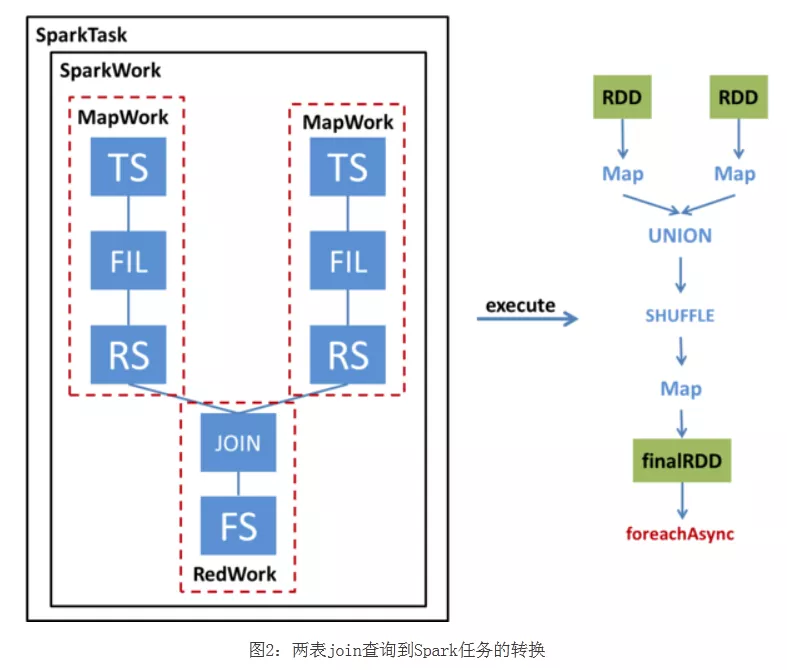 SparkTask
SparkWork
MapWork
TS
FIL
RS
MapWork
TS
FIL
RS
JOIN
FS
RedWork
execute
RDD
RDD
Map
Map
UNION
SHUFFLE
Map
finalRDD
foreachAsync
图2：两表join查询到Spark任务的转换